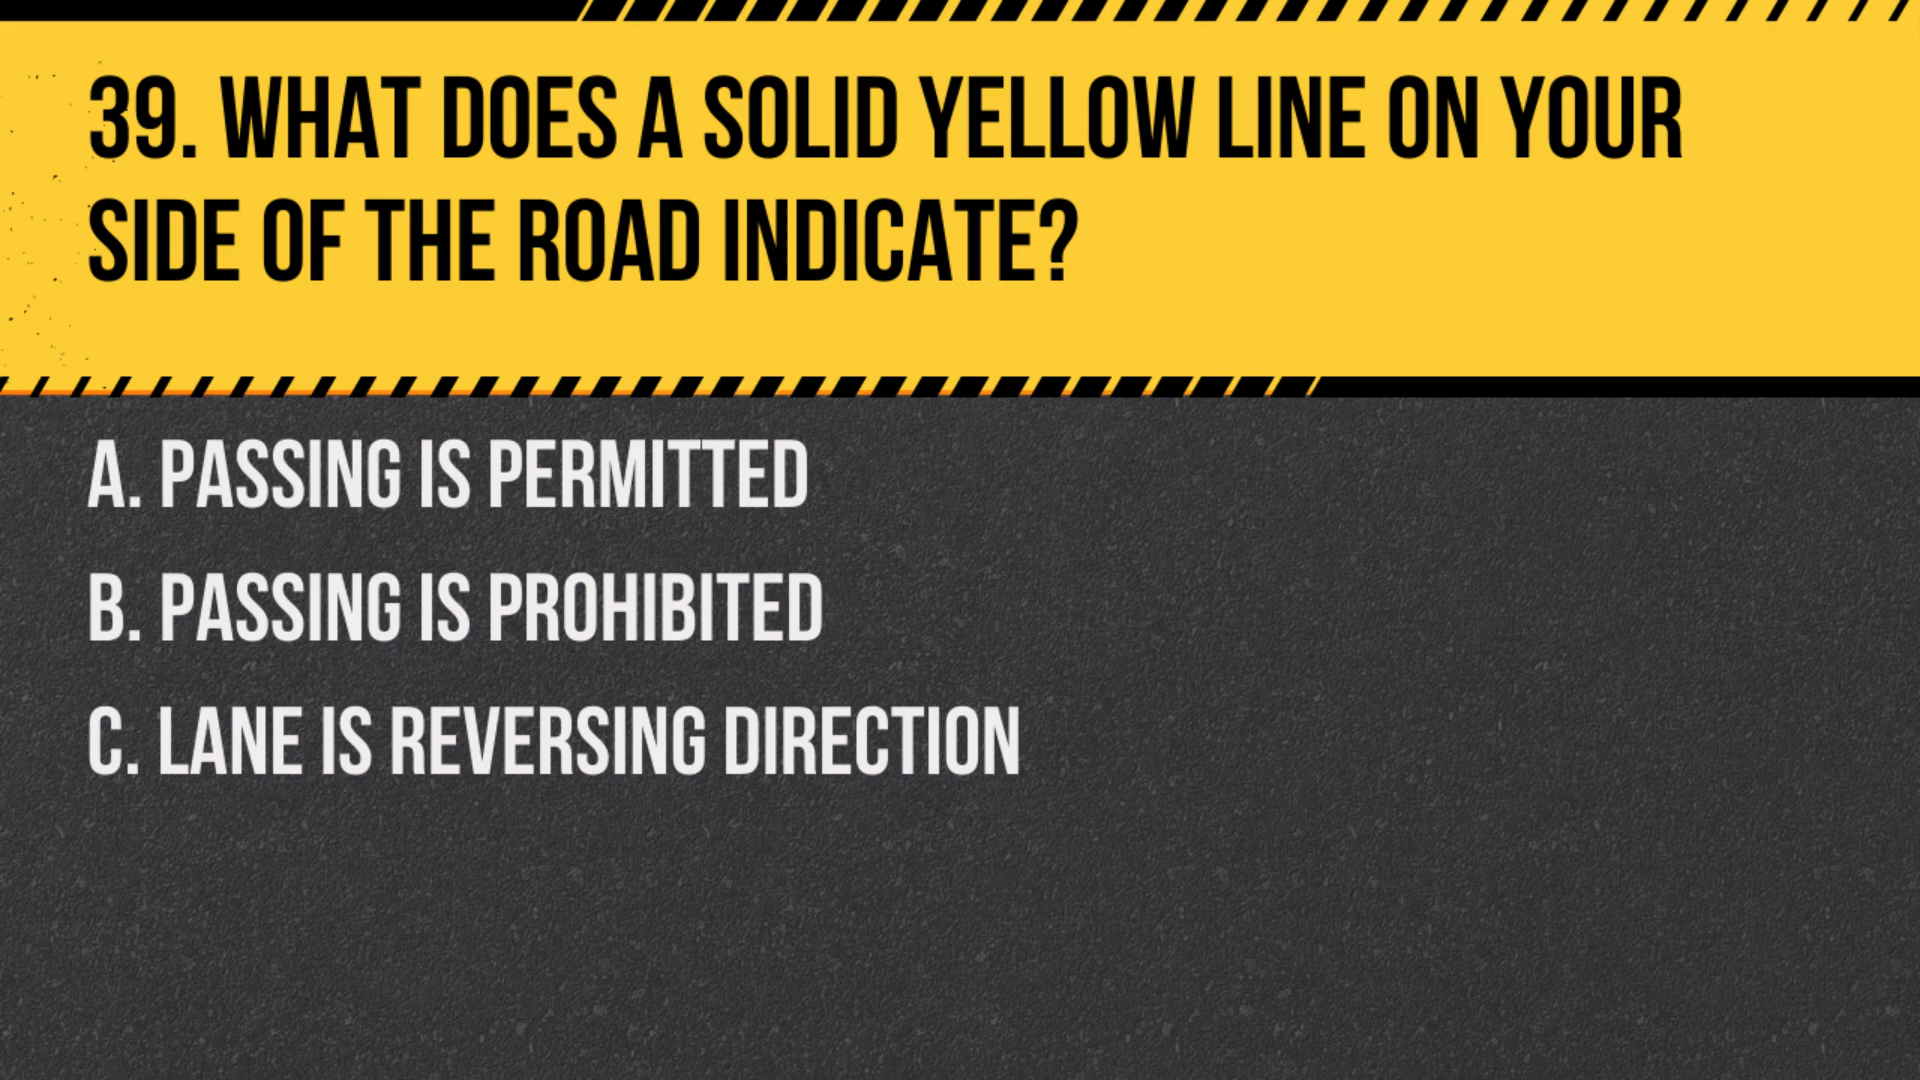 39. WHAT DOES A SOLID YELLOW LINE ON YOUR
SIDE OF THE ROAD INDICATE?
A. PASSING IS PERMITTED
B. PASSING IS PROHIBITED
C. LANE IS REVERSING DIRECTION